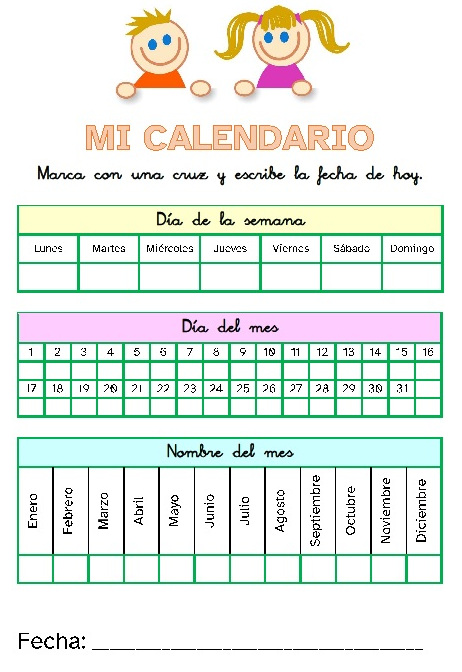 MI CALENDARIO
Marca con una cruz y escribe la fecha de hoy.
Día de la semana
Lunes Martes Miércoles Jueves Viernes Sábado Domingo
Día del mes
1 2 3 4 5 6 7 8 9 10 11 12 13 14 15 16
17 18 19 20 21 22 23 24 25 26 27 28 29 30 31
Nombre del mes
Enero Febrero Marzo Abril Mayo Junio Julio Agosto Septiembre Octubre Noviembre Diciembre
Fecha: ______________________________